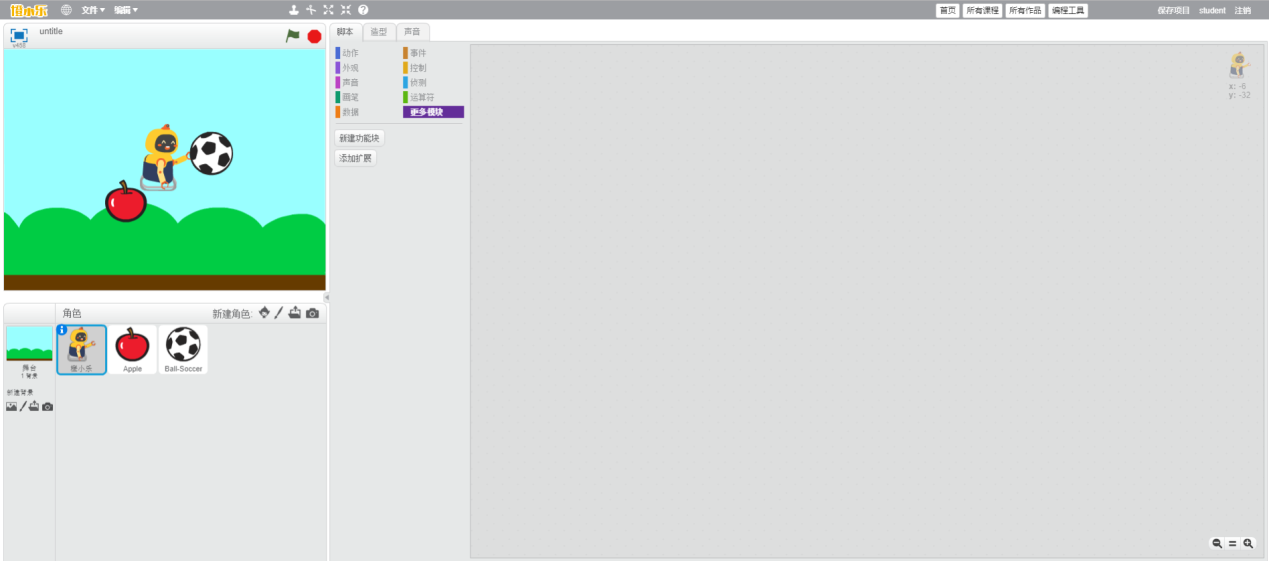 文件▾ 编辑▾
首页 所有课程 所有作品 编程工具 保存项目 student 注销
untitle
v456
脚本 造型 声音
动作 事件
外观 控制
声音 侦测
画笔 运算符
数据 更多模块
新建功能块
添加扩展
x: -6
y: -32
角色 新建角色:
舞台
1 背景
新建背景
Apple
Ball-Soccer